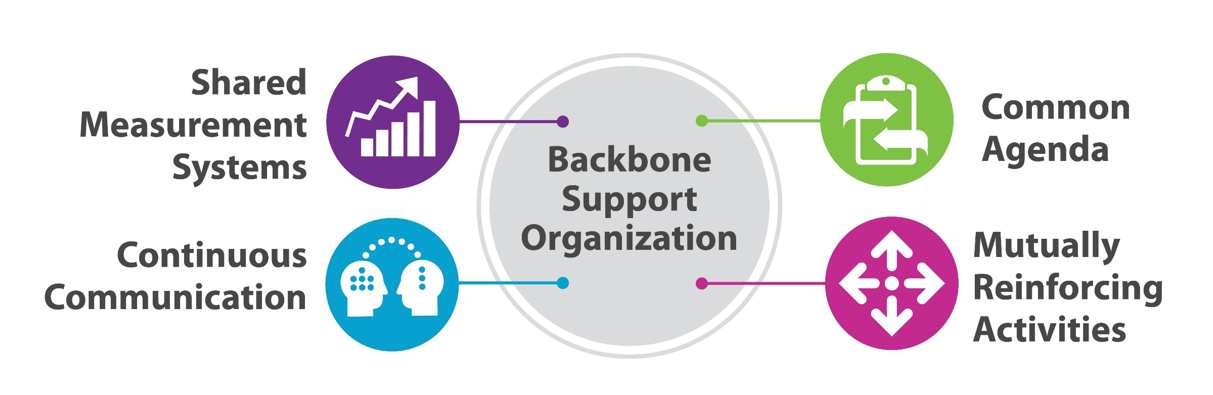 Shared
Measurement
Systems
Continuous
Communication
Backbone
Support
Organization
Common
Agenda
Mutually
Reinforcing
Activities